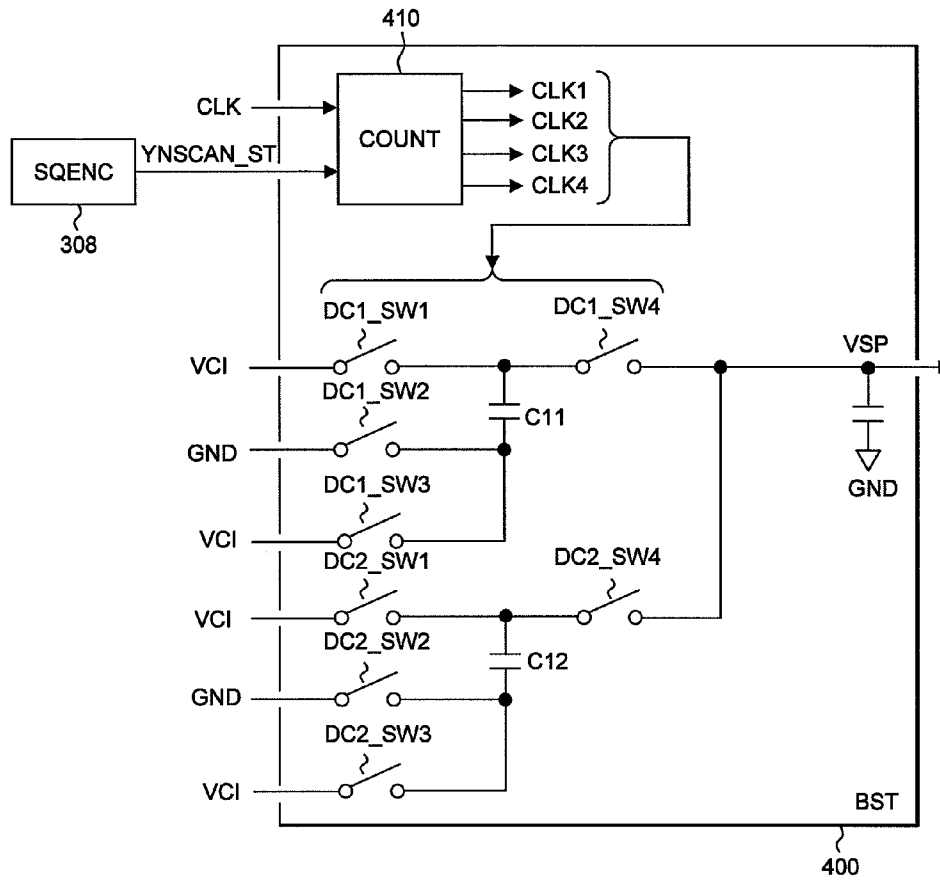 410
CLK
CLK1
CLK2
CLK3
CLK4
COUNT
YNSCAN_ST
SQENC
308
DC1_SW1
DC1_SW4
VCI
VSP
DC1_SW2
C11
GND
GND
DC1_SW3
VCI
DC2_SW1
DC2_SW4
VCI
DC2_SW2
C12
GND
DC2_SW3
VCI
BST
400